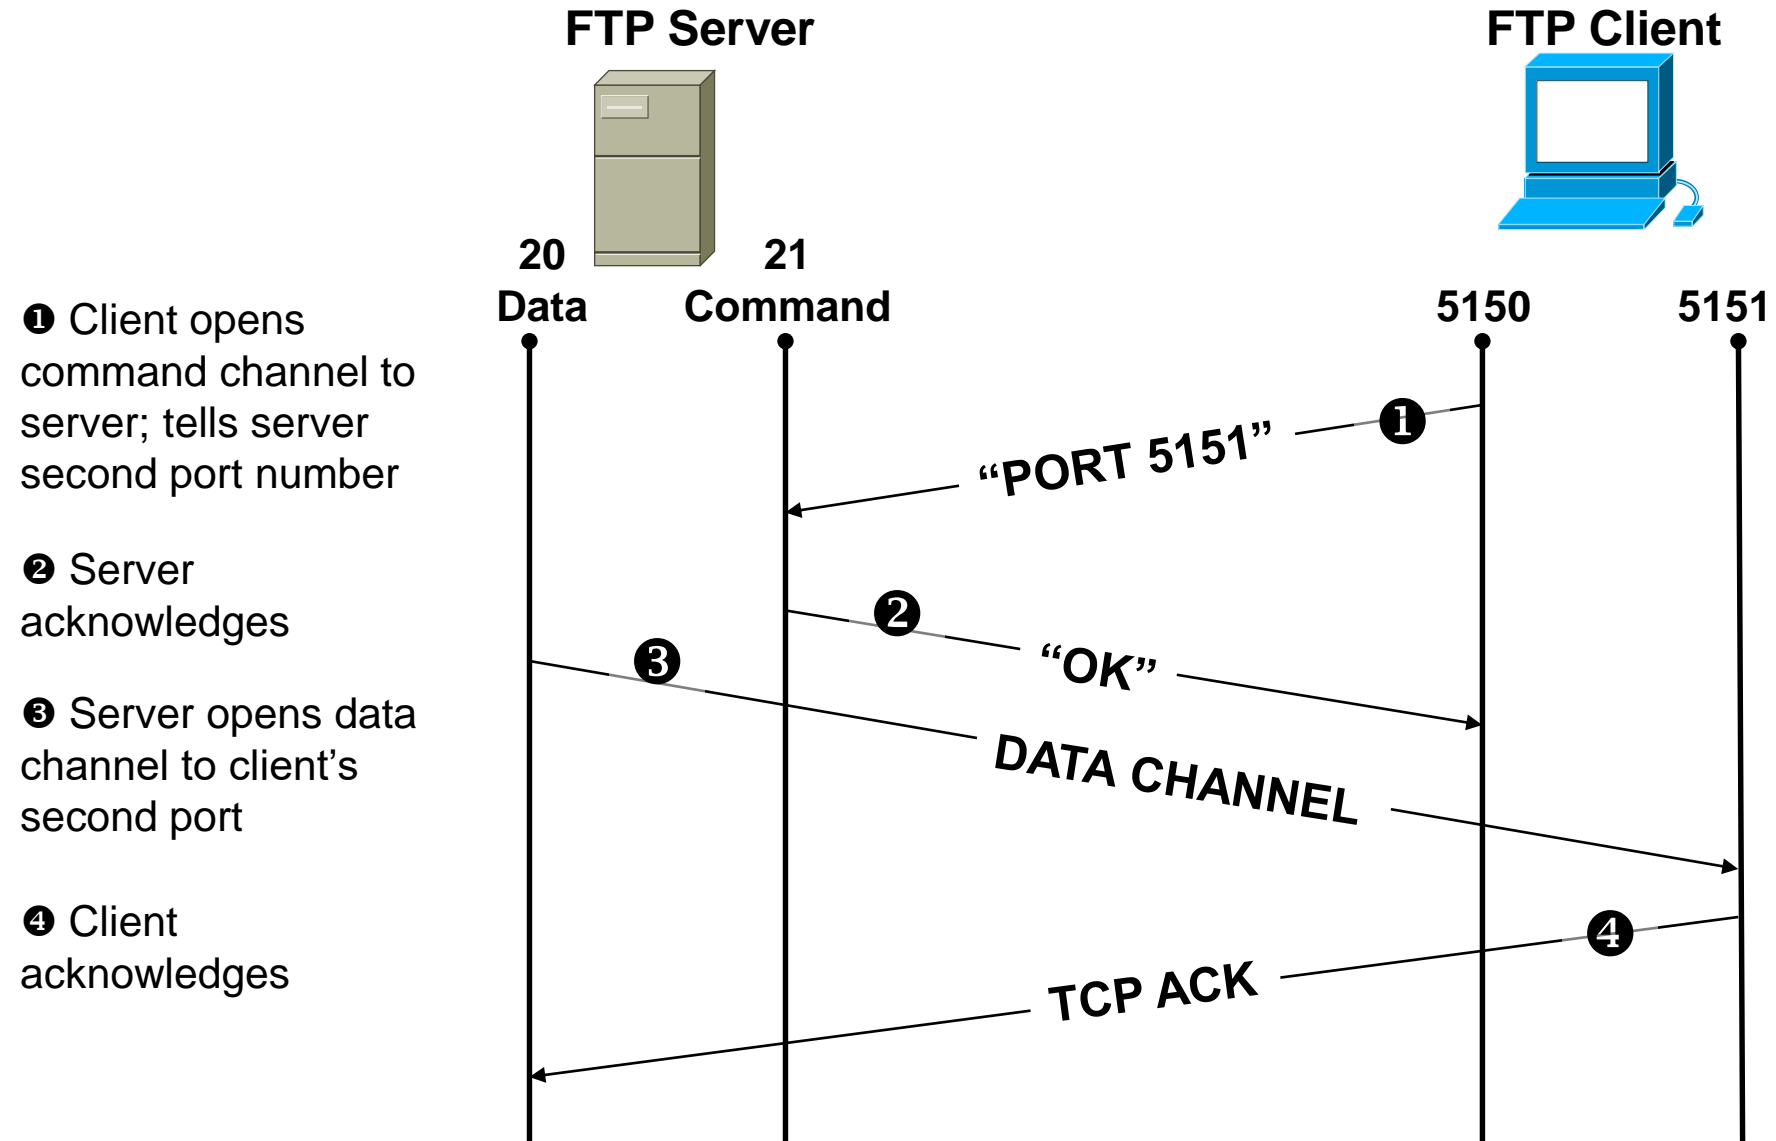 FTP Server
FTP Client
20
21
Data
Command
5150
5151
❶ Client opens
command channel to
server; tells server
second port number
❷ Server
acknowledges
❸ Server opens data
channel to client’s
second port
❹ Client
acknowledges
❶
“PORT 5151”
❷
“OK”
❸
DATA CHANNEL
❹
TCP ACK